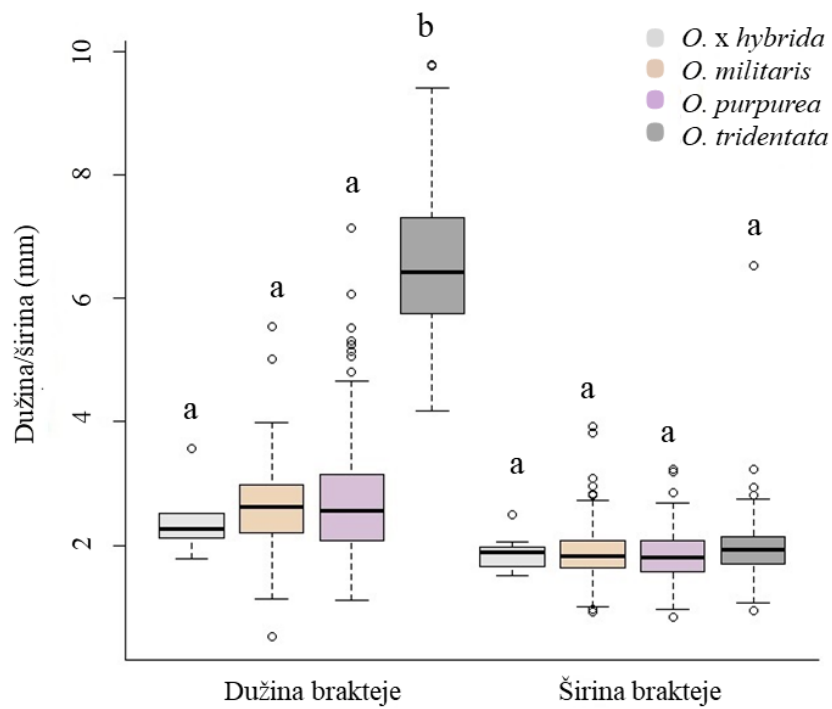 b
O. x hybrida
O. militaris
O. purpurea
O. tridentata
10
8
6
4
2
Dužina/širina (mm)
a
a
a
a
a
a
a
Dužina brakteje
Širina brakteje